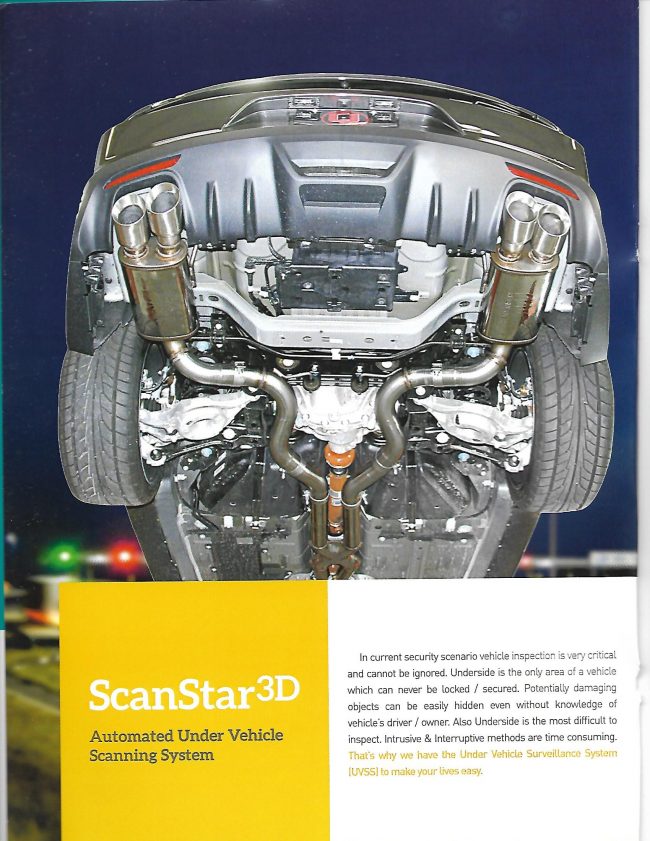 ScanStar3D
Automated Under Vehicle
Scanning System
In current security scenario vehicle inspection is very critical
and cannot be ignored. Underside is the only area of a vehicle
which can never be locked / secured. Potentially damaging
objects can be easily hidden even without knowledge of
vehicle's driver / owner. Also Underside is the most difficult to
inspect. Intrusive & Interruptive methods are time consuming.
That's why we have the Under Vehicle Surveillance System
[UVSS] to make your lives easy.